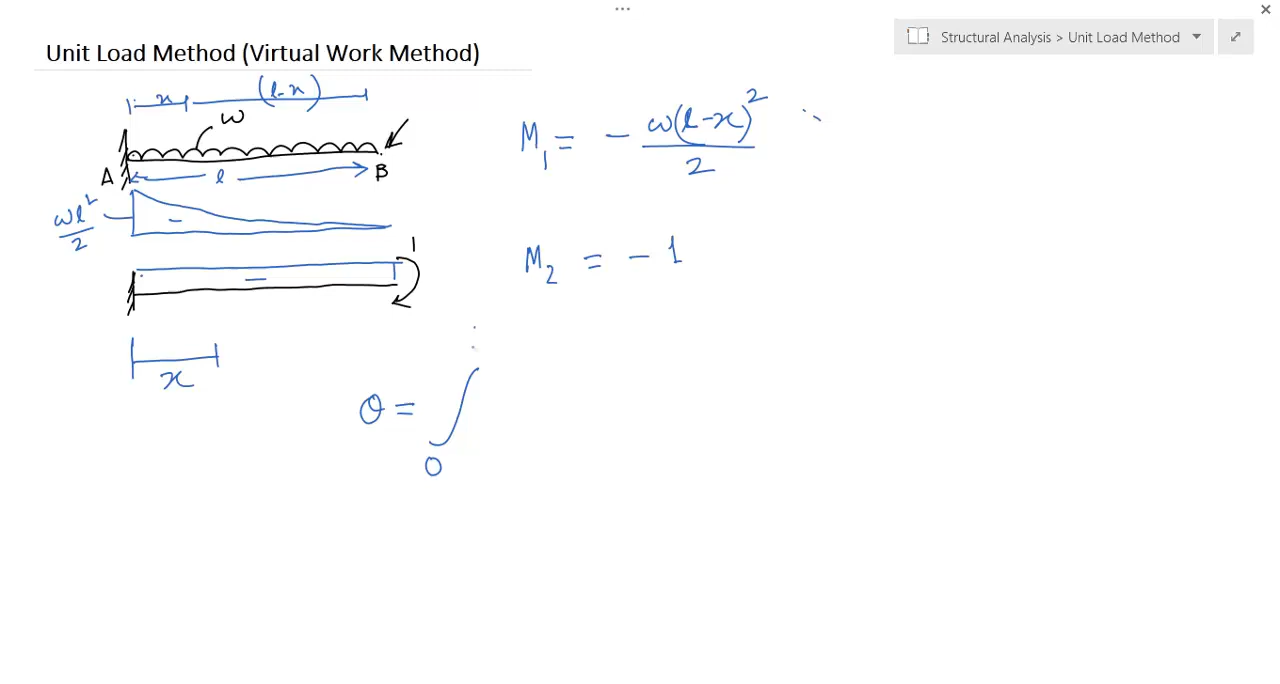 Structural Analysis > Unit Load Method
Unit Load Method (Virtual Work Method)
x (l-x)
w
A l B
wl²/2
-
1
-
x
M₁ = - w(l-x)²/2
M₂ = - 1
θ = ∫
0